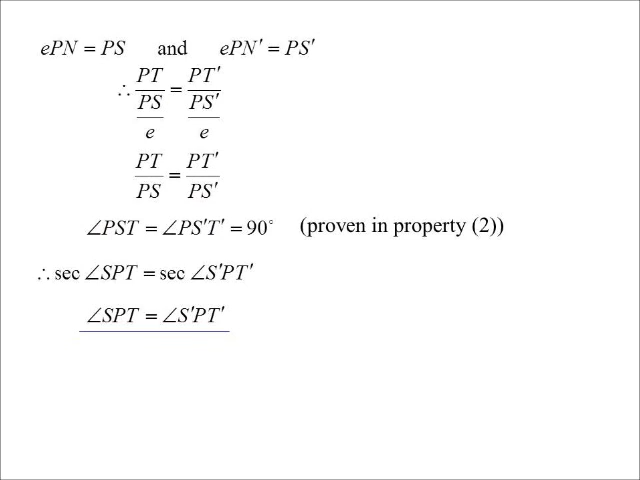 ePN = PS and ePN′ = PS′
∴ PT/(PS/e) = PT′/(PS′/e)
PT/PS = PT′/PS′
∠PST = ∠PS′T′ = 90° (proven in property (2))
∴ sec ∠SPT = sec ∠S′PT′
∠SPT = ∠S′PT′